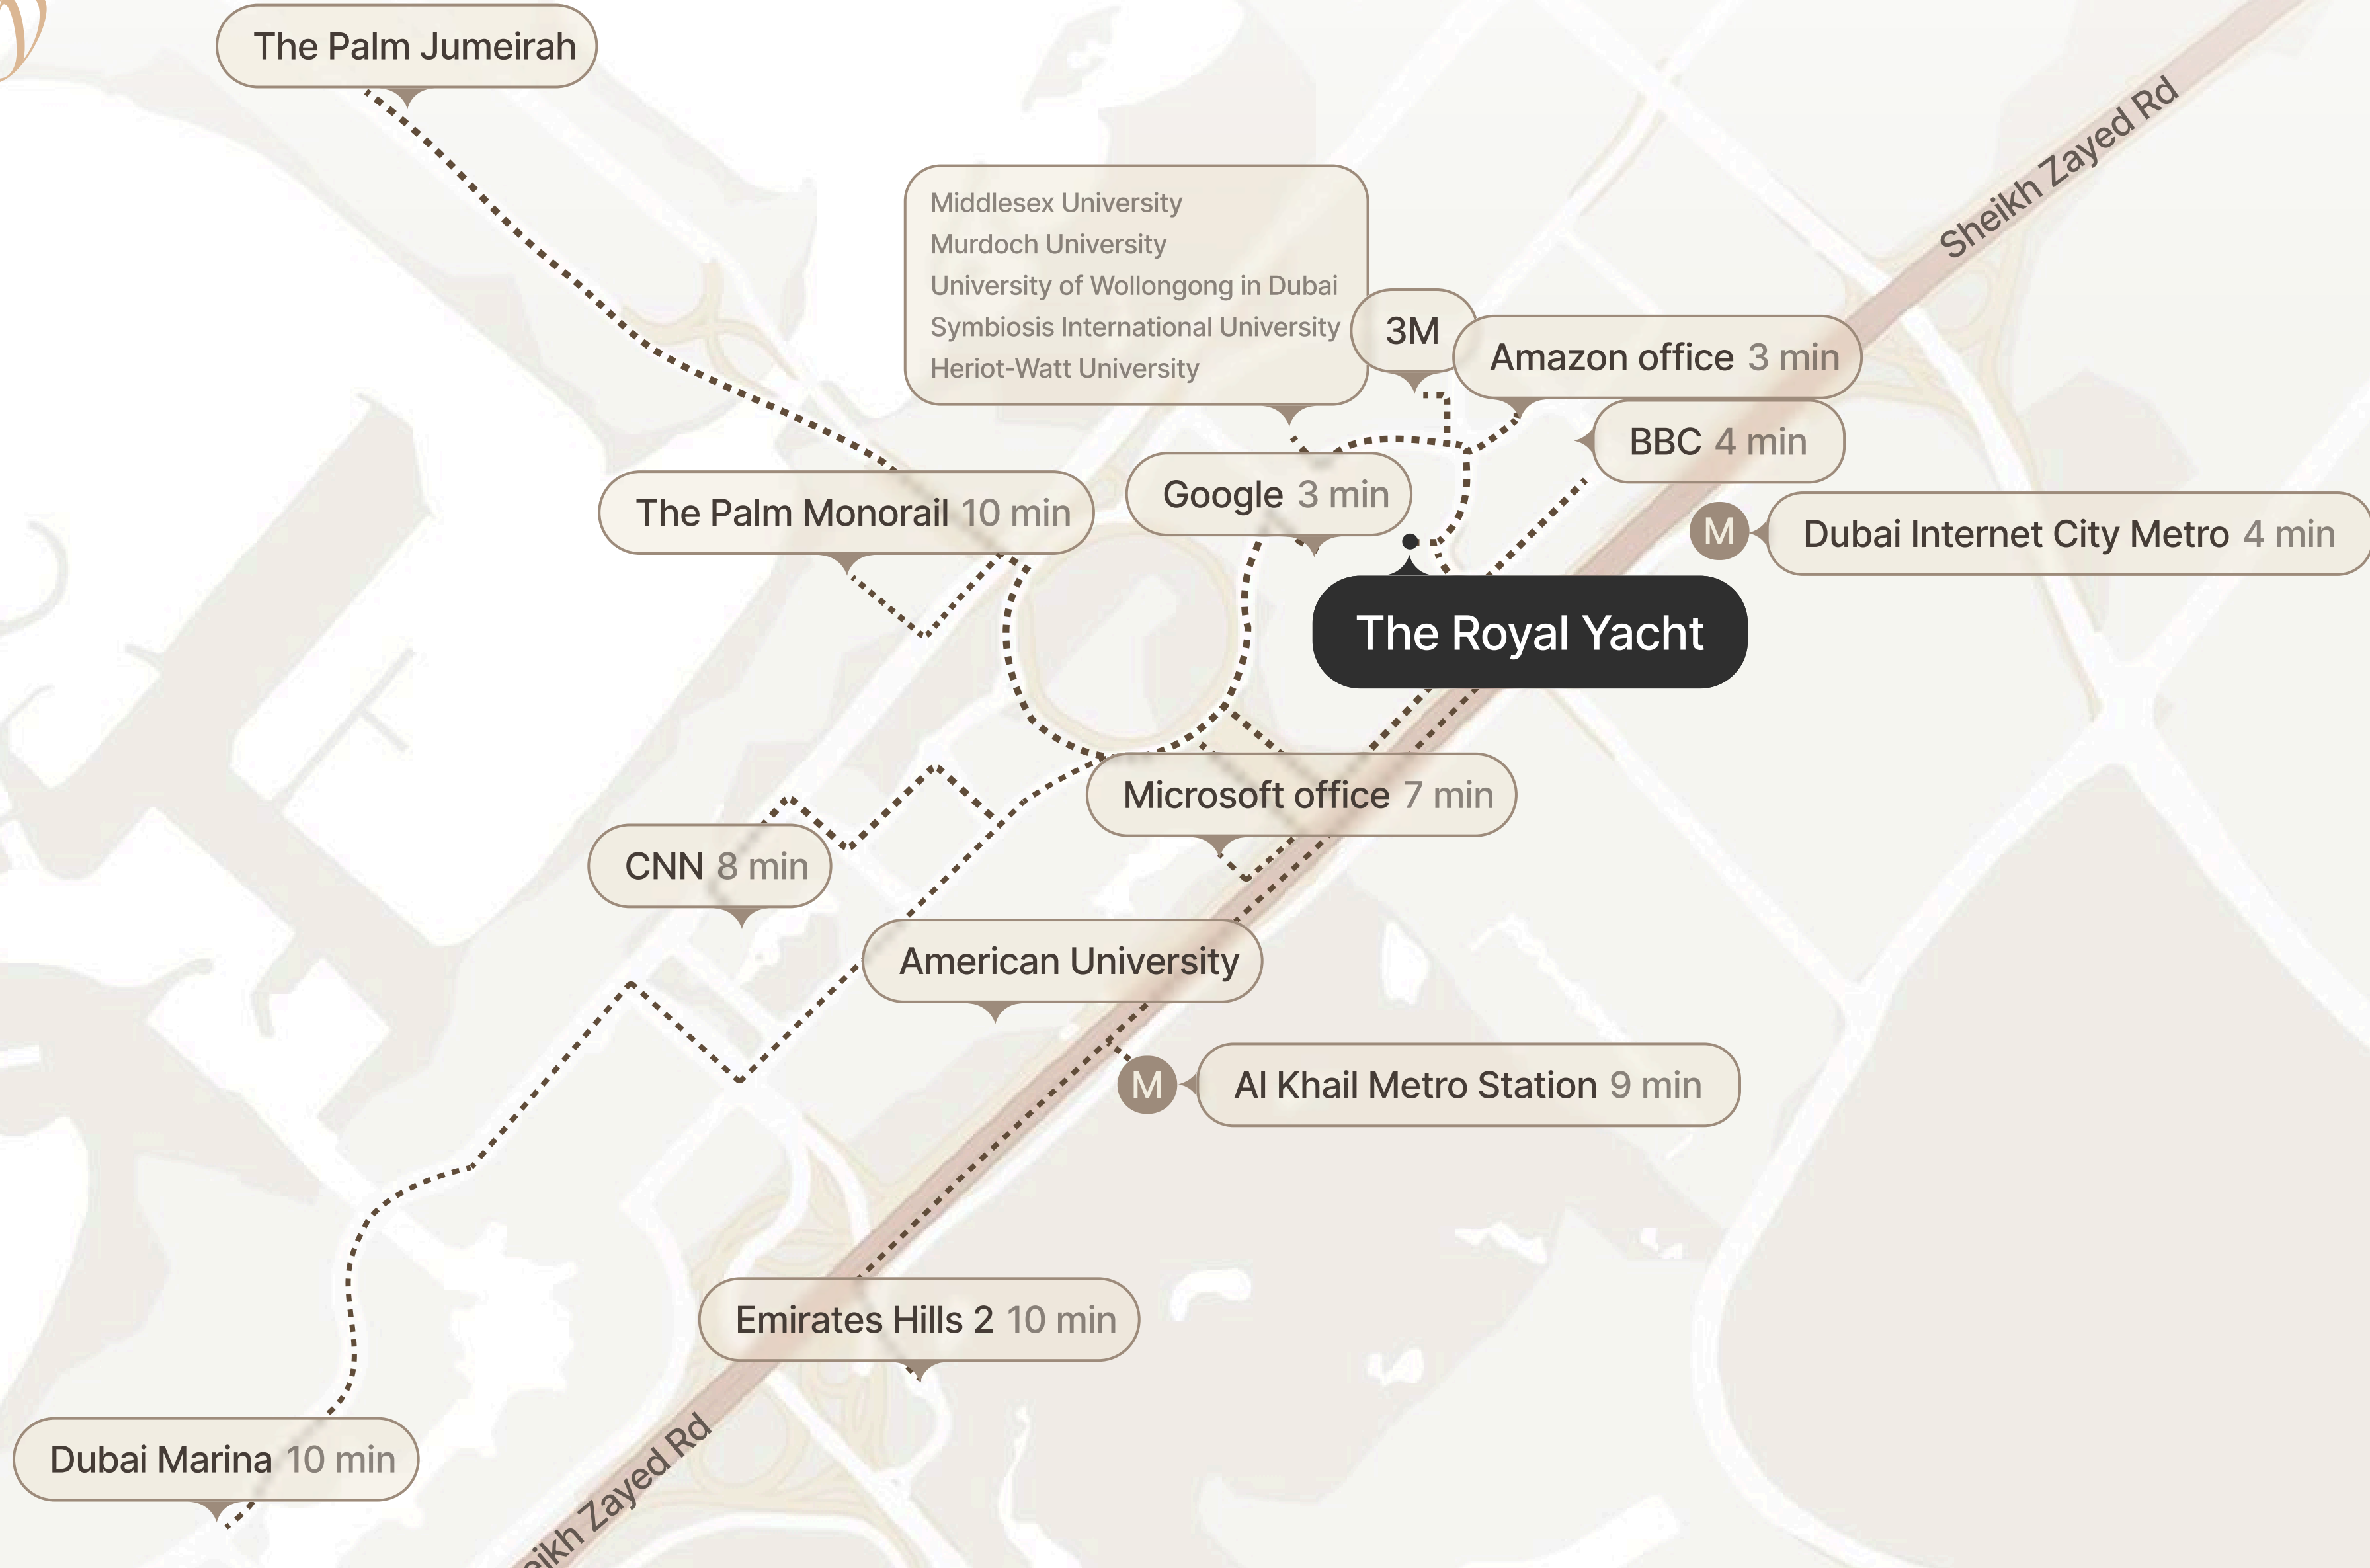 The Palm Jumeirah
Sheikh Zayed Rd
Middlesex University
Murdoch University
University of Wollongong in Dubai
Symbiosis International University
Heriot-Watt University
3M
Amazon office 3 min
BBC 4 min
Google 3 min
The Palm Monorail 10 min
M
Dubai Internet City Metro 4 min
The Royal Yacht
Microsoft office 7 min
CNN 8 min
American University
M
Al Khail Metro Station 9 min
Emirates Hills 2 10 min
Dubai Marina 10 min
eikh Zayed Rd